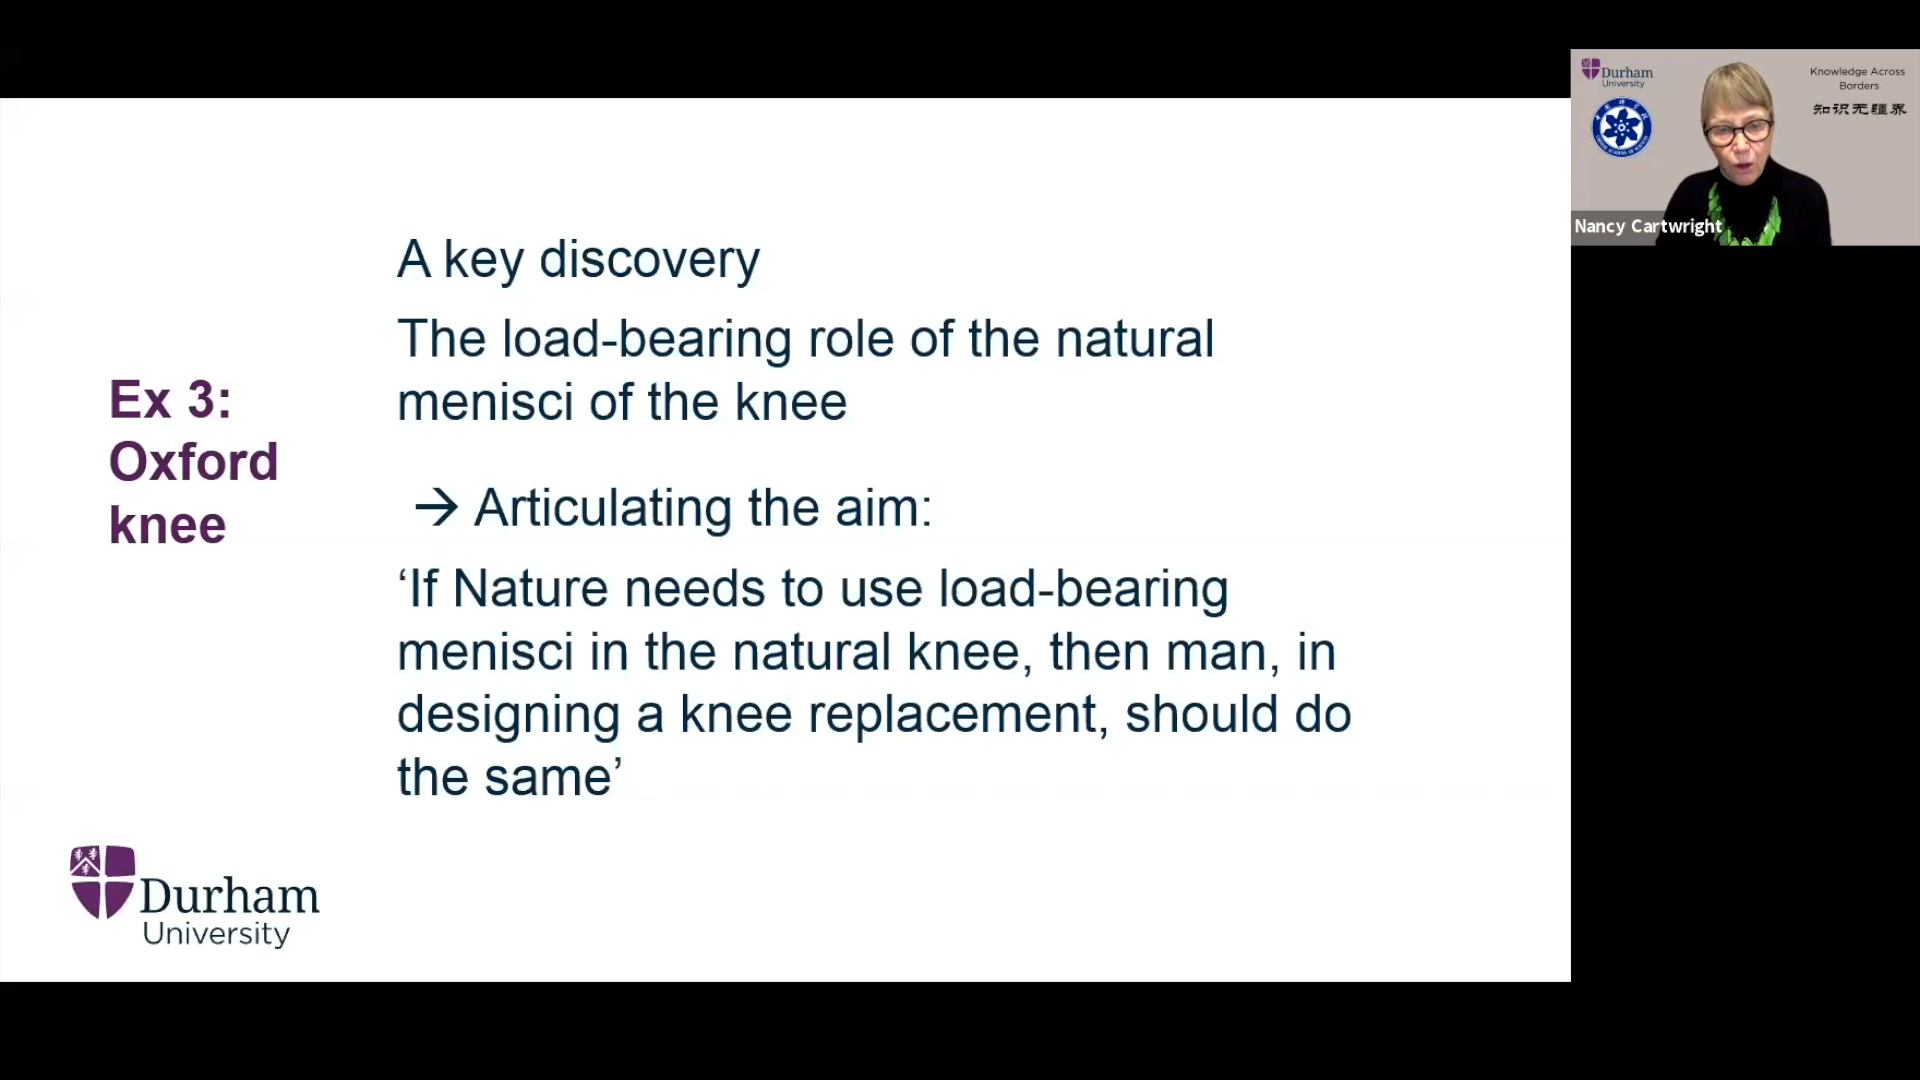 A key discovery
The load-bearing role of the natural
menisci of the knee
Ex 3:
Oxford
knee
→ Articulating the aim:
‘If Nature needs to use load-bearing
menisci in the natural knee, then man, in
designing a knee replacement, should do
the same’
Durham
University
Durham
University
Knowledge Across
Borders
知识无疆界
Nancy Cartwright